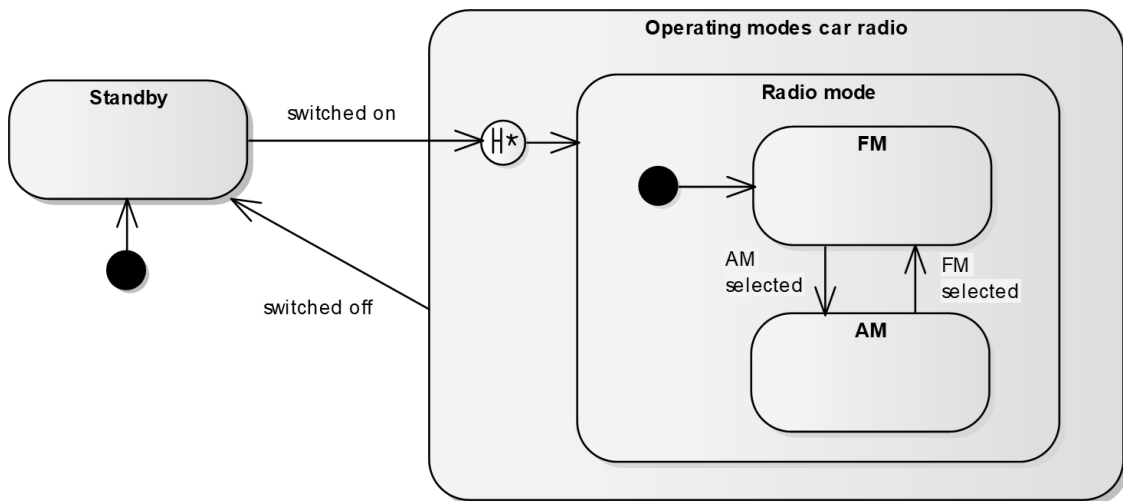 Operating modes car radio
Standby
switched on
H*
Radio mode
FM
AM
selected
FM
selected
switched off
AM